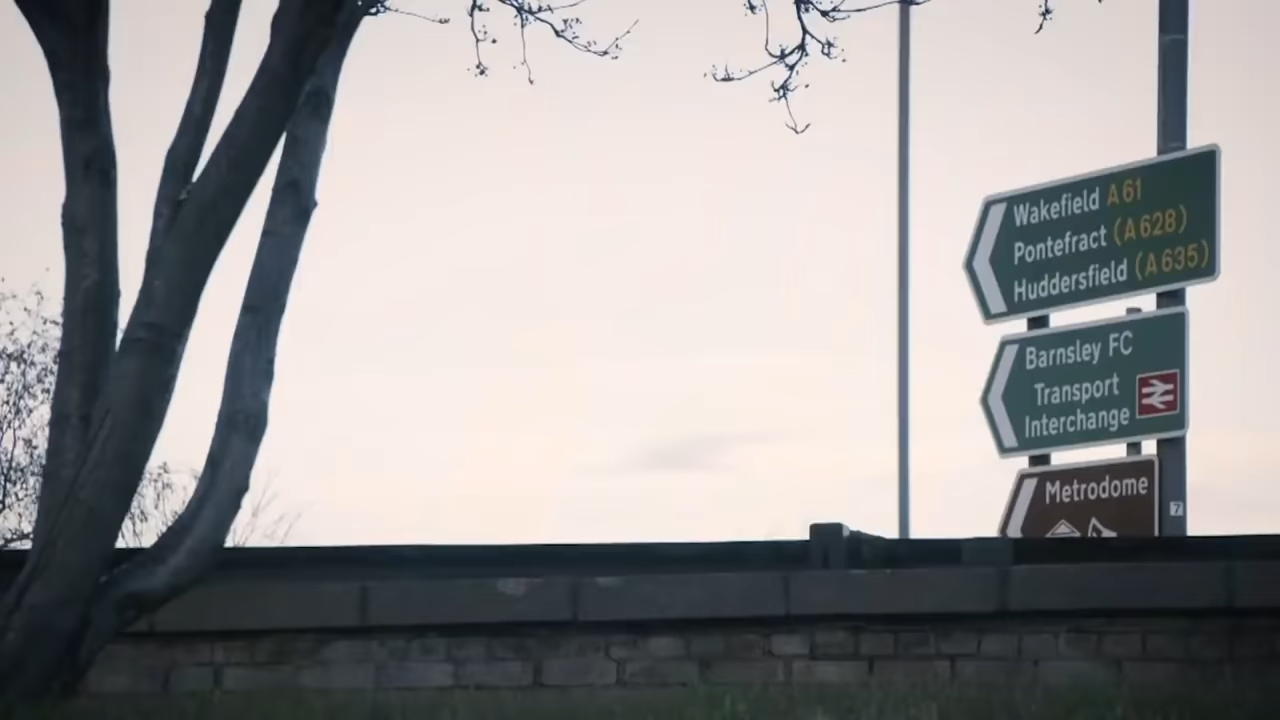 Wakefield A61
Pontefract (A628)
Huddersfield (A635)
Barnsley FC
Transport
Interchange
Metrodome
7